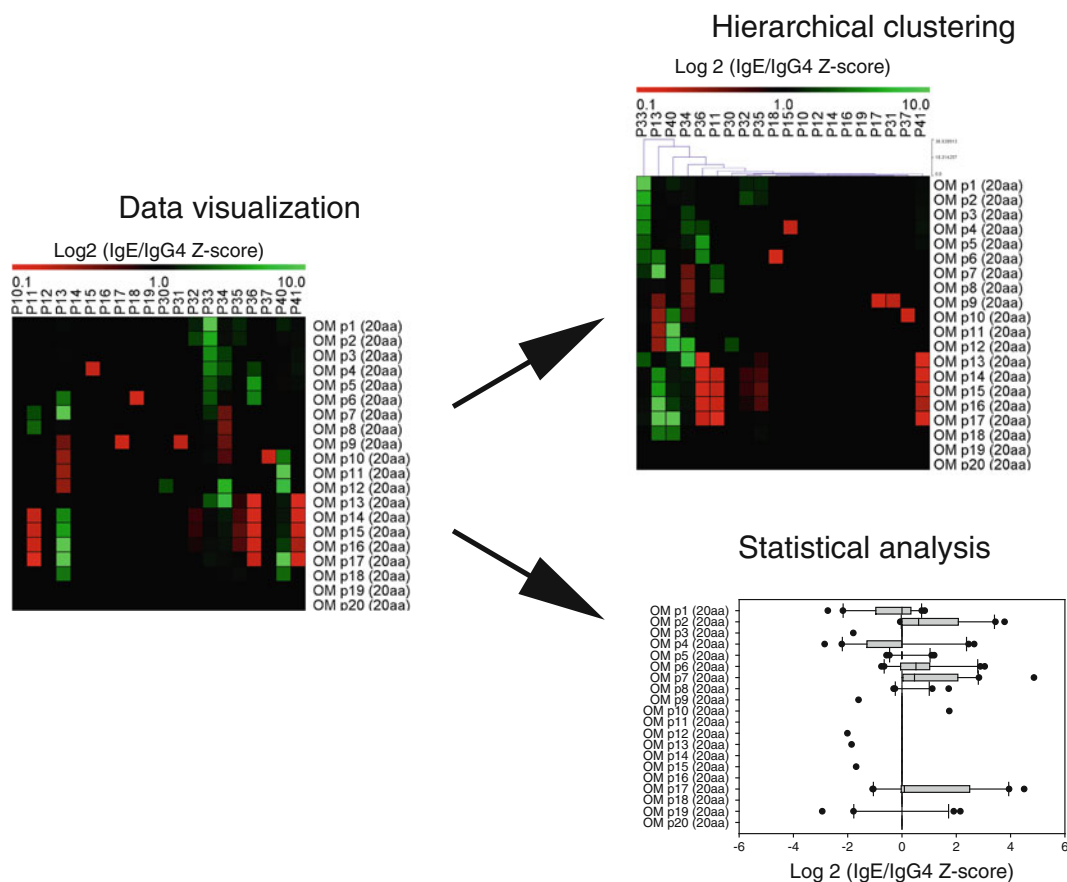 Data visualization
Log2 (IgE/IgG4 Z-score)
0.1 1.0 10.0
P10 P11 P12 P13 P14 P15 P16 P17 P18 P19 P30 P31 P32 P33 P34 P35 P36 P37 P40 P41
OM p1 (20aa)
OM p2 (20aa)
OM p3 (20aa)
OM p4 (20aa)
OM p5 (20aa)
OM p6 (20aa)
OM p7 (20aa)
OM p8 (20aa)
OM p9 (20aa)
OM p10 (20aa)
OM p11 (20aa)
OM p12 (20aa)
OM p13 (20aa)
OM p14 (20aa)
OM p15 (20aa)
OM p16 (20aa)
OM p17 (20aa)
OM p18 (20aa)
OM p19 (20aa)
OM p20 (20aa)
Hierarchical clustering
Log 2 (IgE/IgG4 Z-score)
0.1 1.0 10.0
P33 P13 P40 P34 P36 P11 P30 P32 P35 P18 P15 P10 P12 P14 P16 P19 P17 P31 P37 P41
OM p1 (20aa)
OM p2 (20aa)
OM p3 (20aa)
OM p4 (20aa)
OM p5 (20aa)
OM p6 (20aa)
OM p7 (20aa)
OM p8 (20aa)
OM p9 (20aa)
OM p10 (20aa)
OM p11 (20aa)
OM p12 (20aa)
OM p13 (20aa)
OM p14 (20aa)
OM p15 (20aa)
OM p16 (20aa)
OM p17 (20aa)
OM p18 (20aa)
OM p19 (20aa)
OM p20 (20aa)
Statistical analysis
OM p1 (20aa)
OM p2 (20aa)
OM p3 (20aa)
OM p4 (20aa)
OM p5 (20aa)
OM p6 (20aa)
OM p7 (20aa)
OM p8 (20aa)
OM p9 (20aa)
OM p10 (20aa)
OM p11 (20aa)
OM p12 (20aa)
OM p13 (20aa)
OM p14 (20aa)
OM p15 (20aa)
OM p16 (20aa)
OM p17 (20aa)
OM p18 (20aa)
OM p19 (20aa)
OM p20 (20aa)
-6 -4 -2 0 2 4 6
Log 2 (IgE/IgG4 Z-score)